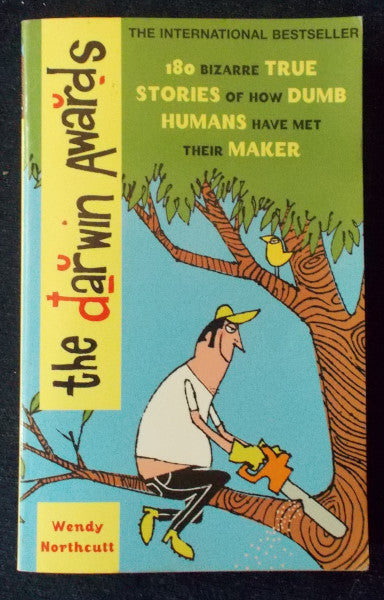 THE INTERNATIONAL BESTSELLER
180 BIZARRE TRUE
STORIES OF HOW DUMB
HUMANS HAVE MET
THEIR MAKER
the darwin Awards
Wendy
Northcutt